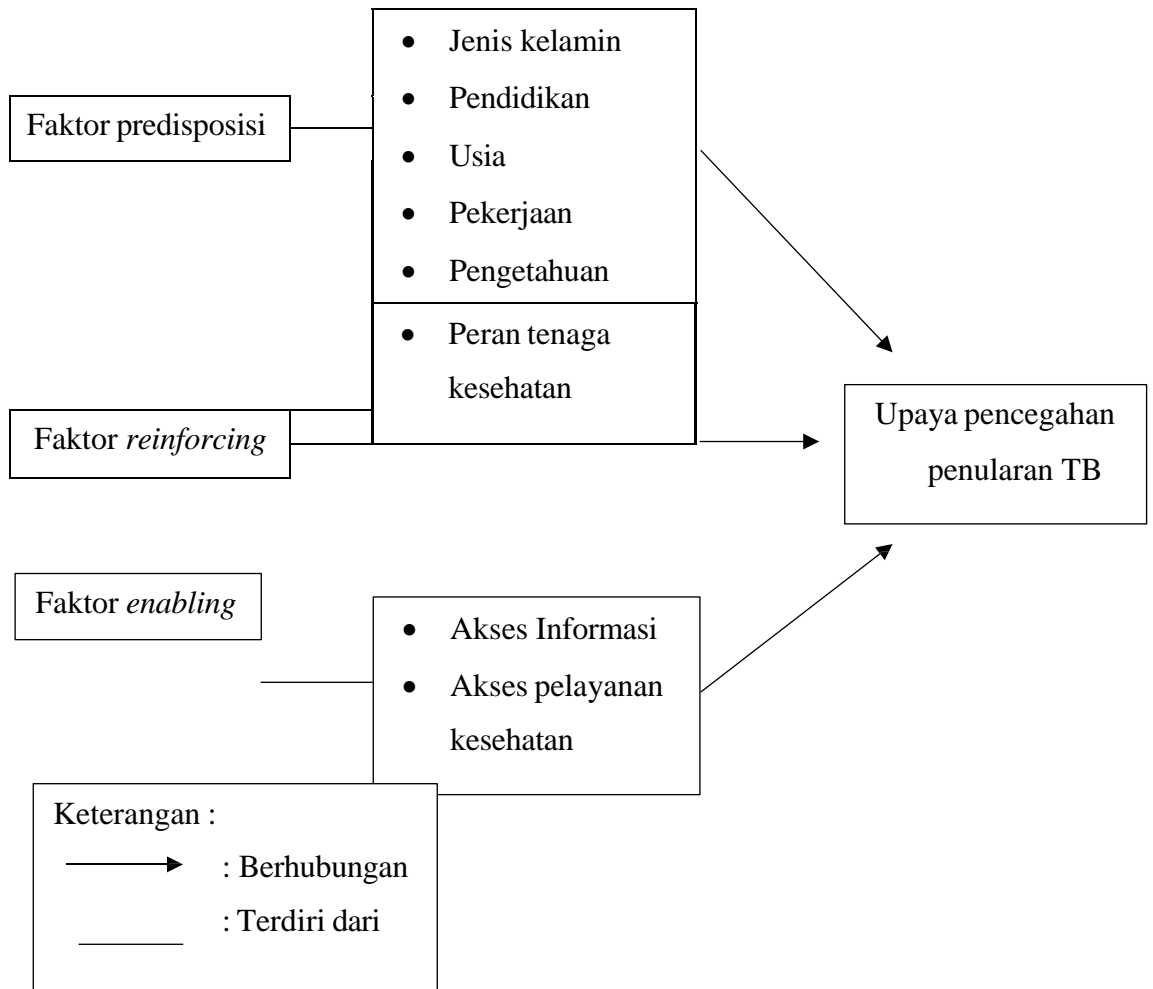 Faktor predisposisi
• Jenis kelamin
• Pendidikan
• Usia
• Pekerjaan
• Pengetahuan
Faktor reinforcing
• Peran tenaga
kesehatan
Faktor enabling
• Akses Informasi
• Akses pelayanan
kesehatan
Upaya pencegahan
penularan TB
Keterangan :
: Berhubungan
: Terdiri dari